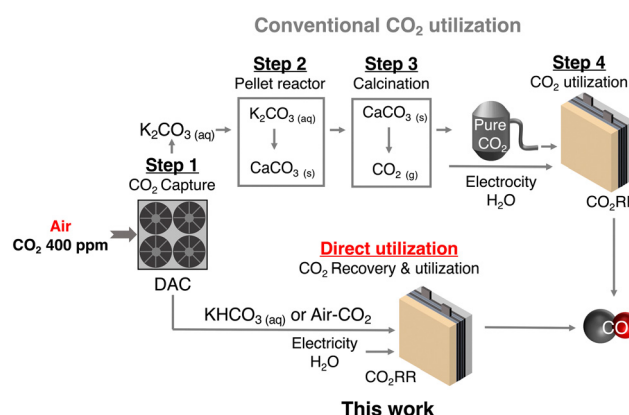 Conventional CO₂ utilization
Step 2
Pellet reactor
Step 3
Calcination
Step 4
CO₂ utilization
K₂CO₃ (aq)
K₂CO₃ (aq)
CaCO₃ (s)
CaCO₃ (s)
CO₂ (g)
Pure
CO₂
Electrocity
H₂O
CO₂R
Step 1
CO₂ Capture
Air
CO₂ 400 ppm
DAC
Direct utilization
CO₂ Recovery & utilization
KHCO₃ (aq) or Air-CO₂
Electricity
H₂O
CO₂RR
CO
This work